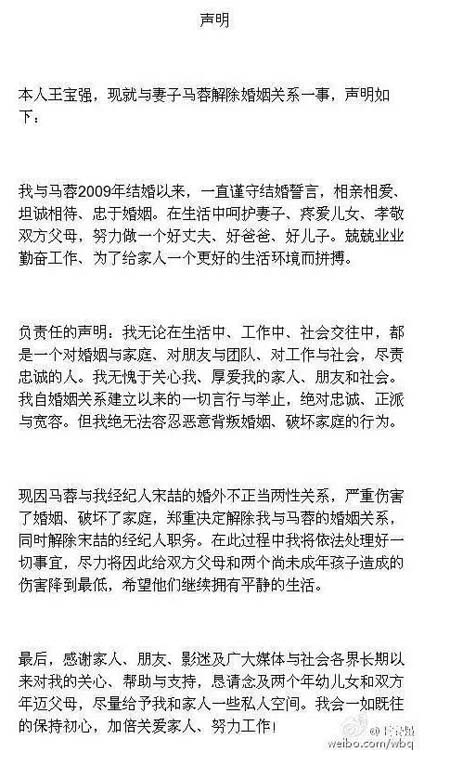 声明
本人王宝强，现就与妻子马蓉解除婚姻关系一事，声明如
下：
我与马蓉2009年结婚以来，一直谨守结婚誓言，相亲相爱、
坦诚相待、忠于婚姻。在生活中呵护妻子、疼爱儿女、孝敬
双方父母，努力做一个好丈夫、好爸爸、好儿子。兢兢业业
勤奋工作、为了给家人一个更好的生活环境而拼搏。
负责任的声明：我无论在生活中、工作中、社会交往中，都
是一个对婚姻与家庭、对朋友与团队、对工作与社会，尽责
忠诚的人。我无愧于关心我、厚爱我的家人、朋友和社会。
我自婚姻关系建立以来的一切言行与举止，绝对忠诚、正派
与宽容。但我绝无法容忍恶意背叛婚姻、破坏家庭的行为。
现因马蓉与我经纪人宋喆的婚外不正当两性关系，严重伤害
了婚姻、破坏了家庭，郑重决定解除我与马蓉的婚姻关系，
同时解除宋喆的经纪人职务。在此过程中我将依法处理好一
切事宜，尽力将因此给双方父母和两个尚未成年孩子造成的
伤害降到最低，希望他们继续拥有平静的生活。
最后，感谢家人、朋友、影迷及广大媒体与社会各界长期以
来对我的关心、帮助与支持，恳请念及两个年幼儿女和双方
年迈父母，尽量给予我和家人一些私人空间。我会一如既往
的保持初心，加倍关爱家人、努力工作！
weibo.com/wbq